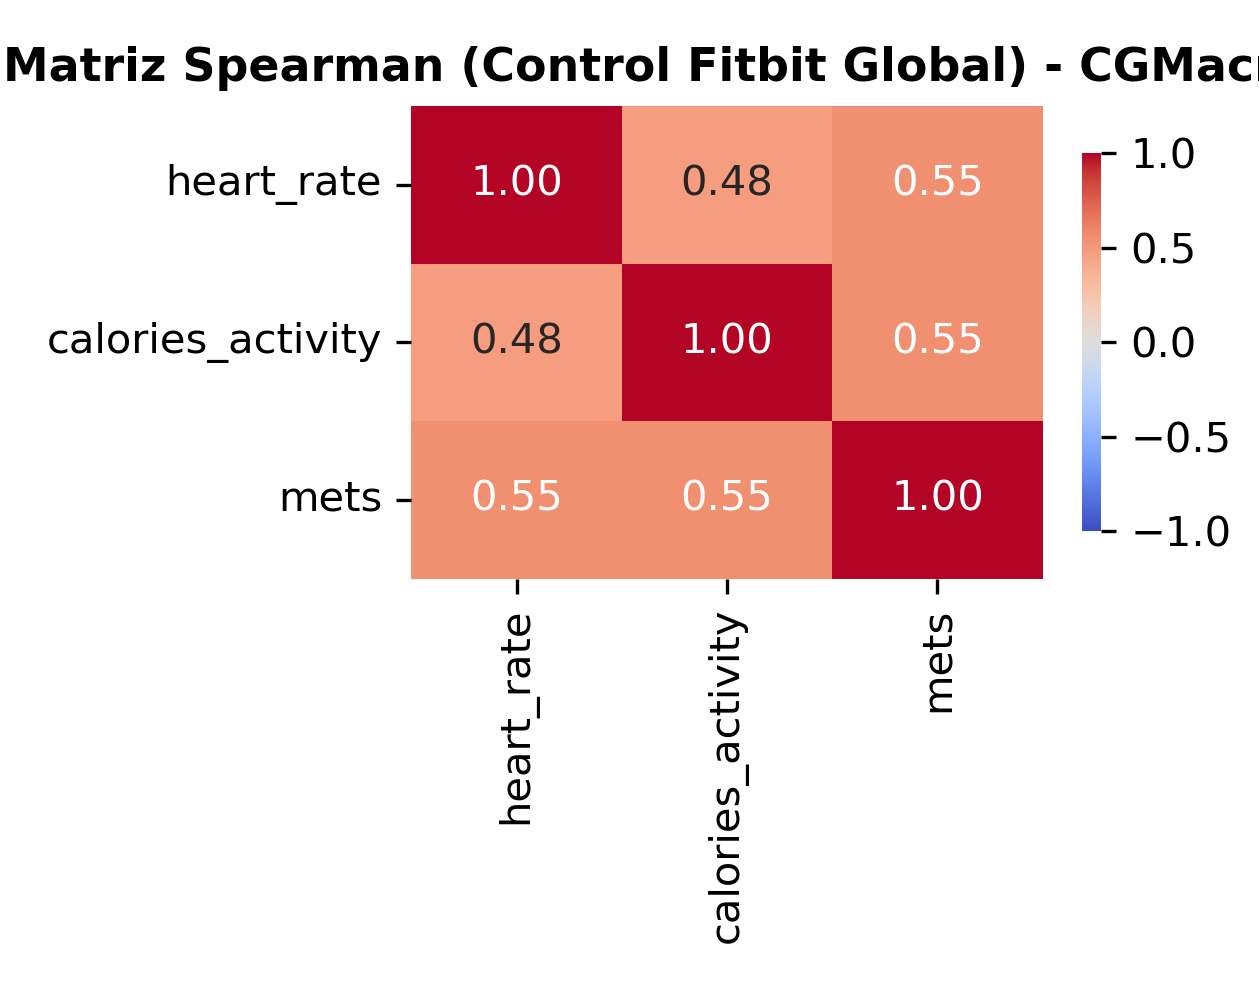 Matriz Spearman (Control Fitbit Global) - 
heart_rate 1.00 0.48 0.55
calories_activity 0.48 1.00 0.55
mets 0.55 0.55 1.00
1.0
0.5
0.0
−0.5
−1.0
heart_rate
calories_activity
mets